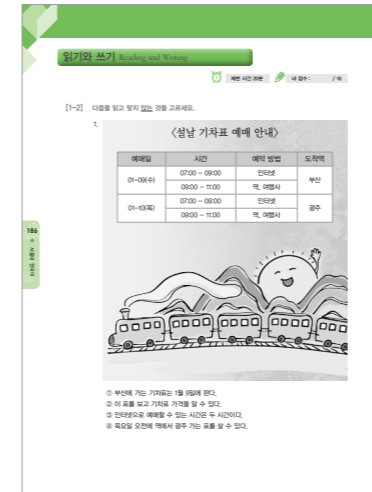 읽기와 쓰기 Reading and Writing
제한 시간 20분 내 점수 : / 16
[1-2] 다음을 읽고 맞지 않는 것을 고르세요.
1.
〈설날 기차표 예매 안내〉
예매일 시간 예약 방법 도착역
01-09(수) 07:00 ~ 09:00 인터넷 부산
09:00 ~ 11:00 역, 여행사
01-10(목) 07:00 ~ 09:00 인터넷 광주
09:00 ~ 11:00 역, 여행사
186
서울대 한국어
① 부산에 가는 기차표는 1월 9일에 판다.
② 이 표를 보고 기차표 가격을 알 수 있다.
③ 인터넷으로 예매할 수 있는 시간은 두 시간이다.
④ 목요일 오전에 역에서 광주 가는 표를 살 수 있다.